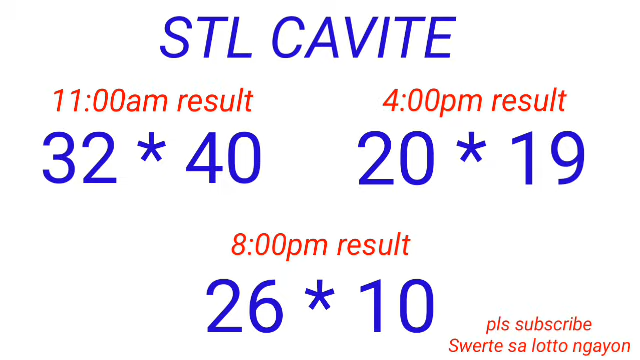 STL CAVITE
11:00am result
32 * 40
4:00pm result
20 * 19
8:00pm result
26 * 10
pls subscribe
Swerte sa lotto ngayon